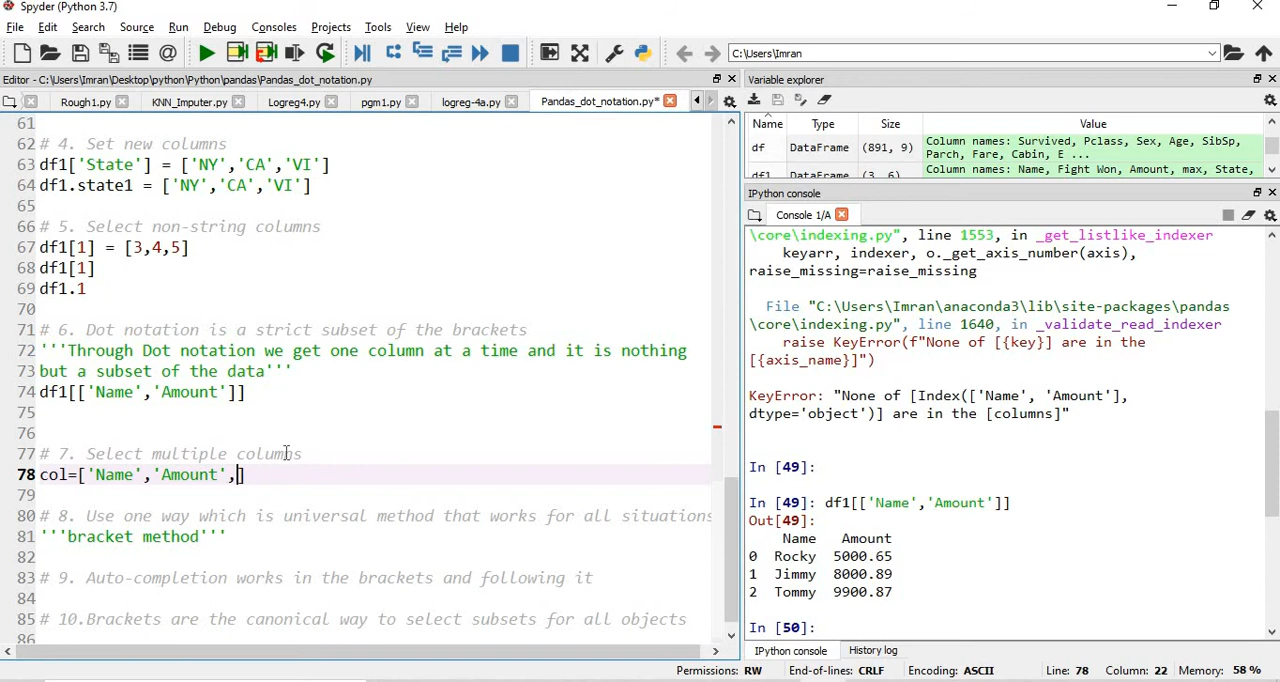 Spyder (Python 3.7)
File Edit Search Source Run Debug Consoles Projects Tools View Help
C:\Users\Imran
Editor - C:\Users\Imran\Desktop\python\Python\pandas\Pandas_dot_notation.py
Rough1.py KNN_Imputer.py Logreg4.py pgm1.py logreg-4a.py Pandas_dot_notation.py*
61
62 # 4. Set new columns
63 df1['State'] = ['NY','CA','VI']
64 df1.state1 = ['NY','CA','VI']
65
66 # 5. Select non-string columns
67 df1[1] = [3,4,5]
68 df1[1]
69 df1.1
70
71 # 6. Dot notation is a strict subset of the brackets
72 '''Through Dot notation we get one column at a time and it is nothing
73 but a subset of the data'''
74 df1[['Name','Amount']]
75
76
77 # 7. Select multiple columns
78 col=['Name','Amount',]
79
80 # 8. Use one way which is universal method that works for all situations
81 '''bracket method'''
82
83 # 9. Auto-completion works in the brackets and following it
84
85 # 10.Brackets are the canonical way to select subsets for all objects
86
Variable explorer
Name Type Size Value
df DataFrame (891, 9) Column names: Survived, Pclass, Sex, Age, SibSp,
Parch, Fare, Cabin, E ...
df1 DataFrame (3, 6) Column names: Name, Fight Won, Amount, max, State,
IPython console
Console 1/A
\core\indexing.py", line 1553, in _get_listlike_indexer
keyarr, indexer, o._get_axis_number(axis),
raise_missing=raise_missing
File "C:\Users\Imran\anaconda3\lib\site-packages\pandas
\core\indexing.py", line 1640, in _validate_read_indexer
raise KeyError(f"None of [{key}] are in the
[{axis_name}]")
KeyError: "None of [Index(['Name', 'Amount'],
dtype='object')] are in the [columns]"
In [49]:
In [49]: df1[['Name','Amount']]
Out[49]:
Name Amount
0 Rocky 5000.65
1 Jimmy 8000.89
2 Tommy 9900.87
In [50]:
IPython console History log
Permissions: RW End-of-lines: CRLF Encoding: ASCII Line: 78 Column: 22 Memory: 58 %